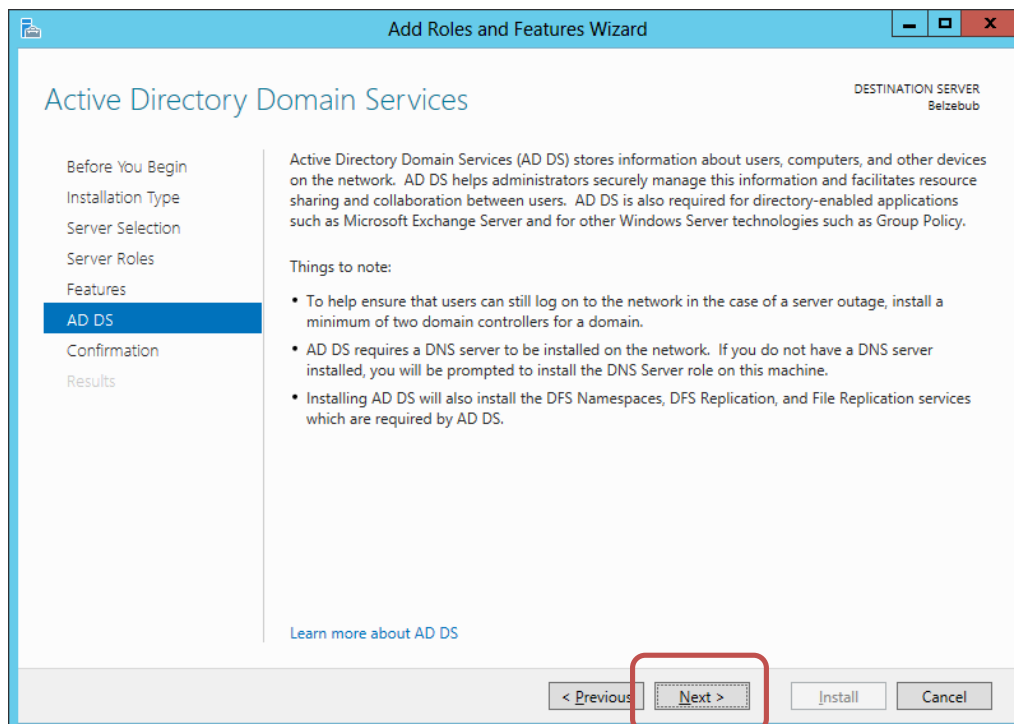 Add Roles and Features Wizard
Active Directory Domain Services
DESTINATION SERVER
Belzebub
Before You Begin
Installation Type
Server Selection
Server Roles
Features
AD DS
Confirmation
Results
Active Directory Domain Services (AD DS) stores information about users, computers, and other devices
on the network.  AD DS helps administrators securely manage this information and facilitates resource
sharing and collaboration between users.  AD DS is also required for directory-enabled applications
such as Microsoft Exchange Server and for other Windows Server technologies such as Group Policy.
Things to note:
• To help ensure that users can still log on to the network in the case of a server outage, install a
minimum of two domain controllers for a domain.
• AD DS requires a DNS server to be installed on the network.  If you do not have a DNS server
installed, you will be prompted to install the DNS Server role on this machine.
• Installing AD DS will also install the DFS Namespaces, DFS Replication, and File Replication services
which are required by AD DS.
Learn more about AD DS
< Previous
Next >
Install
Cancel